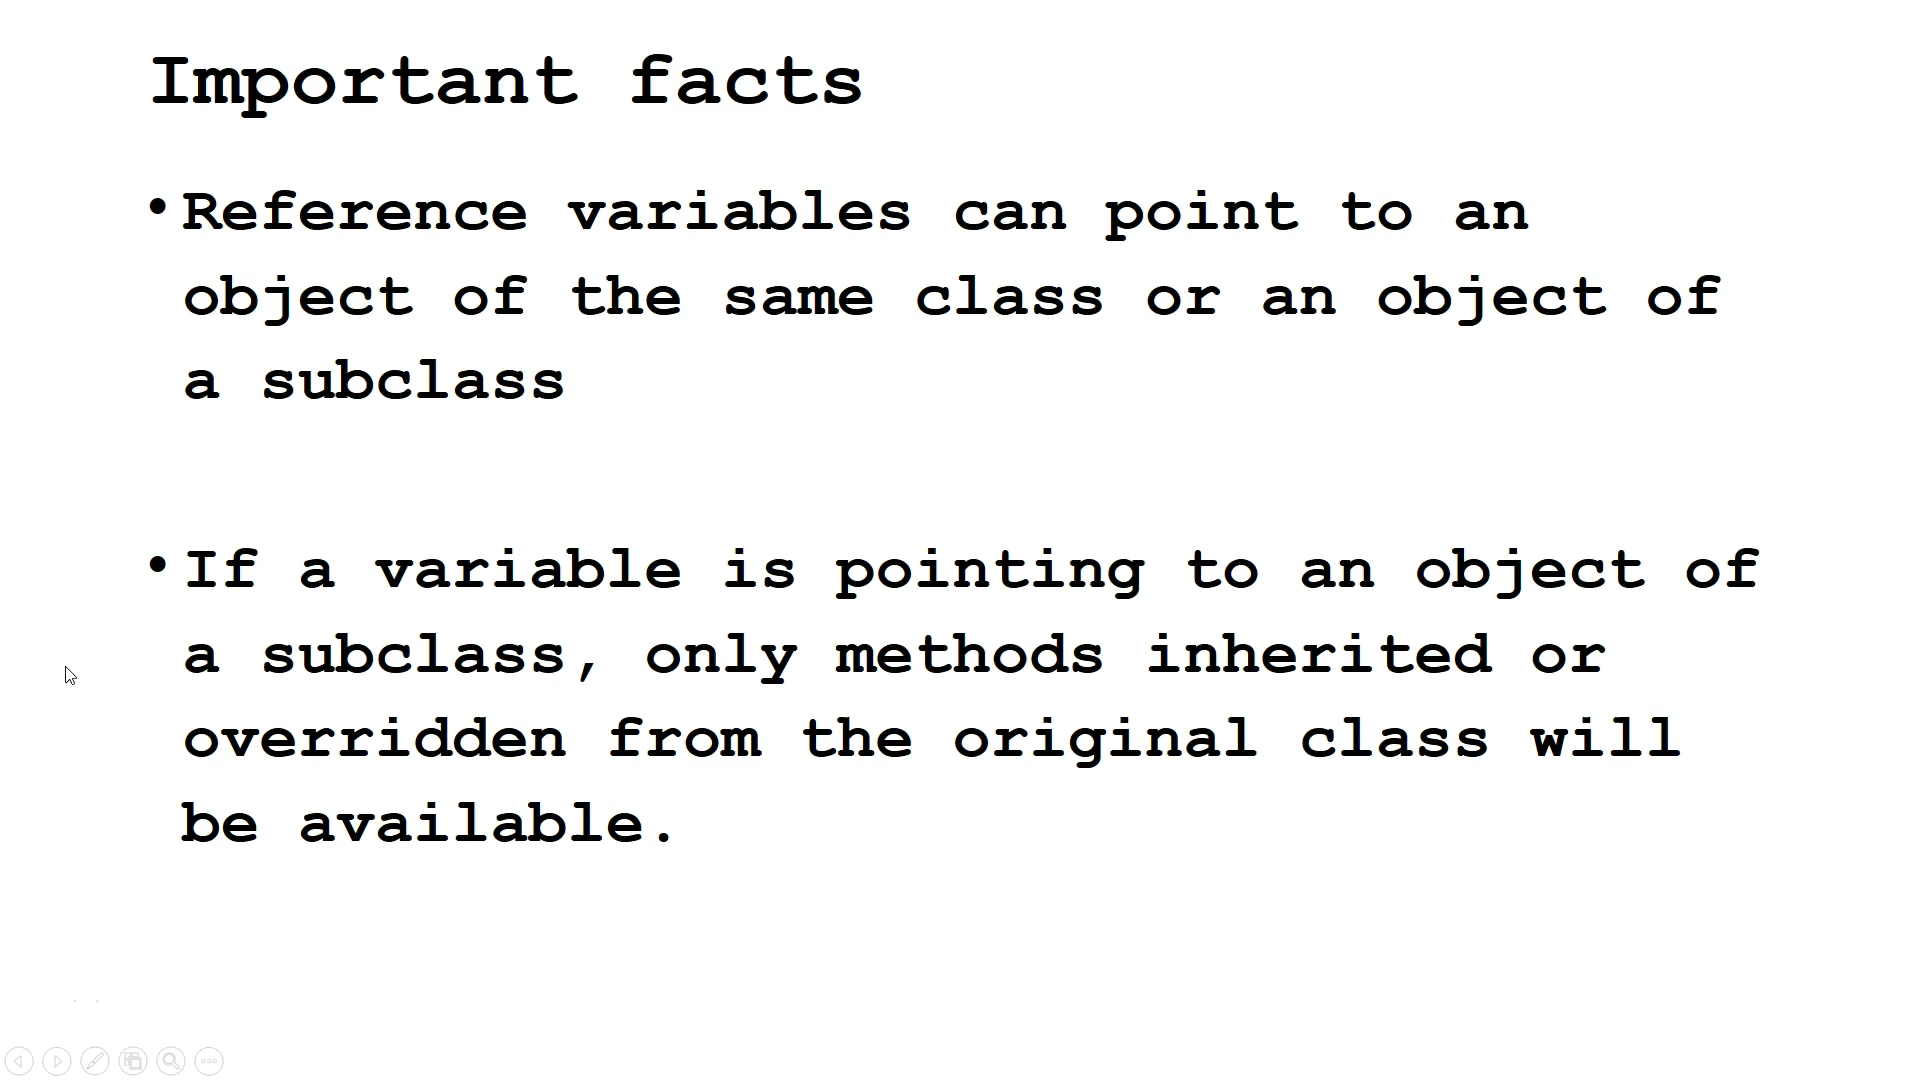 Important facts
• Reference variables can point to an
object of the same class or an object of
a subclass
• If a variable is pointing to an object of
a subclass, only methods inherited or
overridden from the original class will
be available.